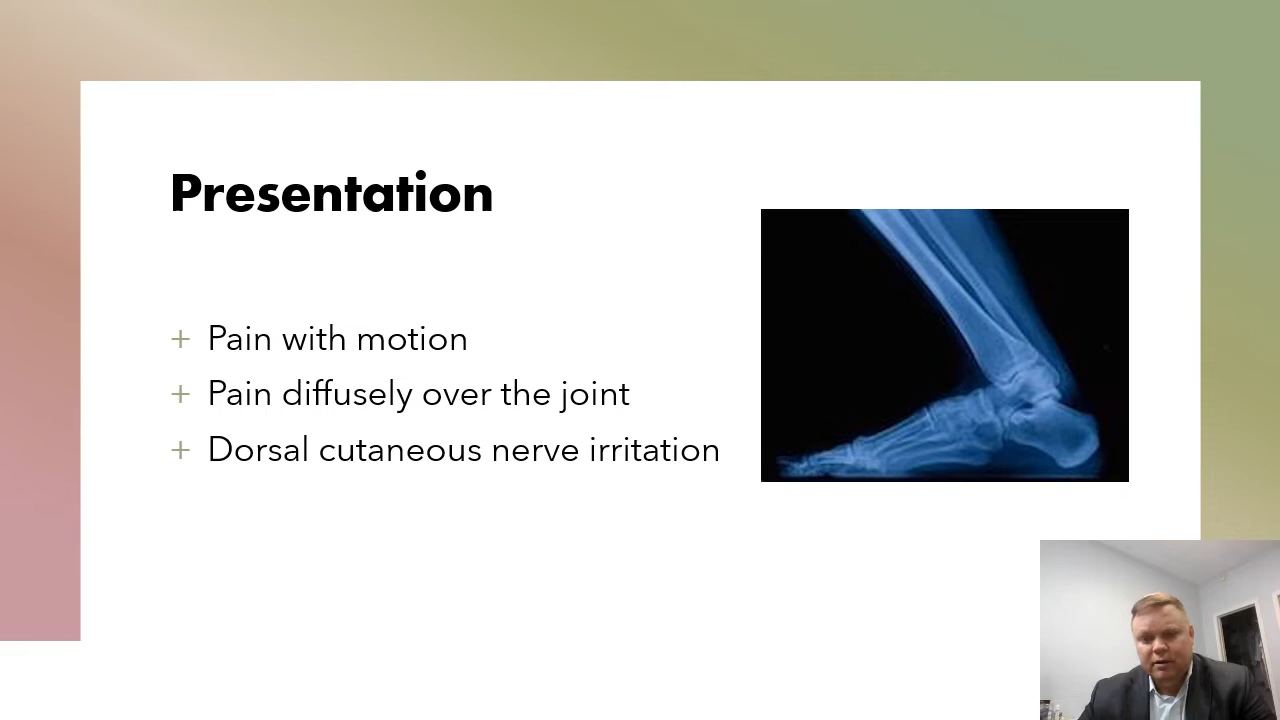 Presentation
+ Pain with motion
+ Pain diffusely over the joint
+ Dorsal cutaneous nerve irritation